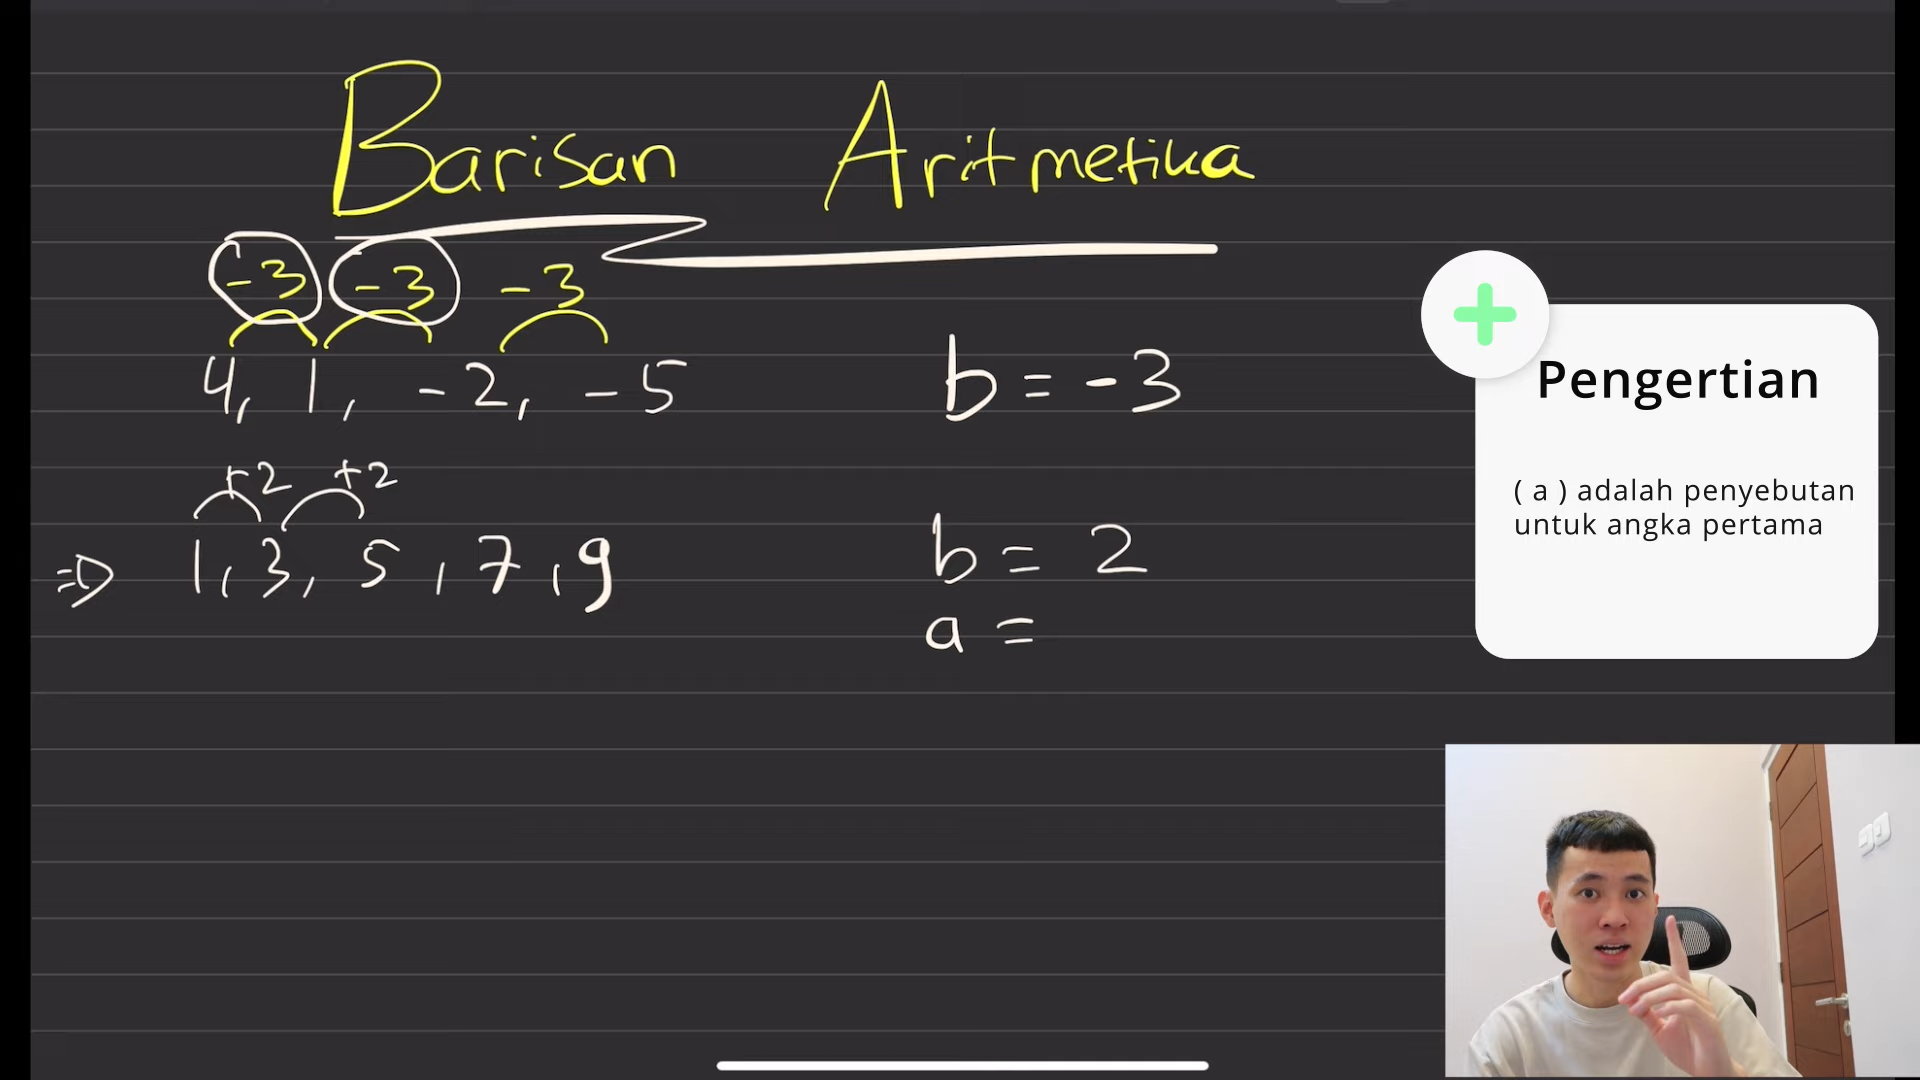 Barisan Aritmetika
-3 -3 -3
4, 1, -2, -5
b = -3
+2 +2
⇒ 1, 3, 5, 7, 9
b = 2
a =
Pengertian
( a ) adalah penyebutan
untuk angka pertama